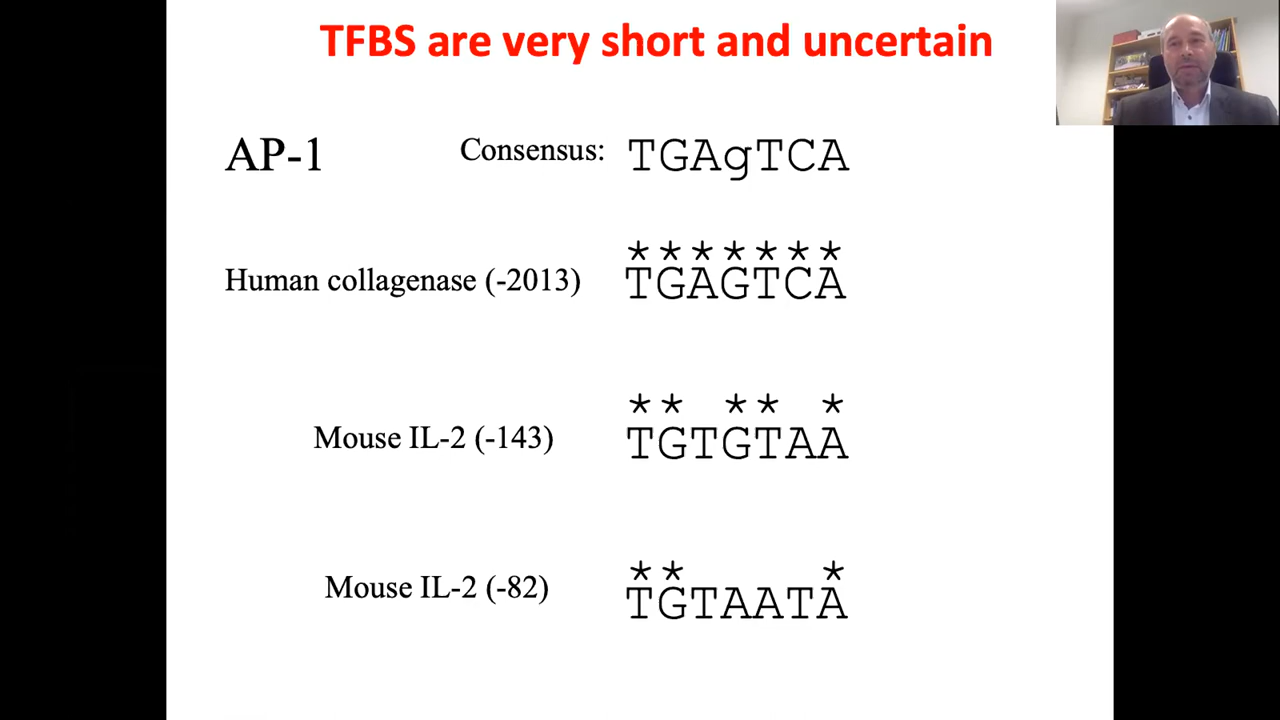 TFBS are very short and uncertain
AP-1 Consensus: TGAgTCA
* * * * * * *
Human collagenase (-2013) TGAGTCA
* * * * *
Mouse IL-2 (-143) TGTGTAA
* * *
Mouse IL-2 (-82) TGTAATA